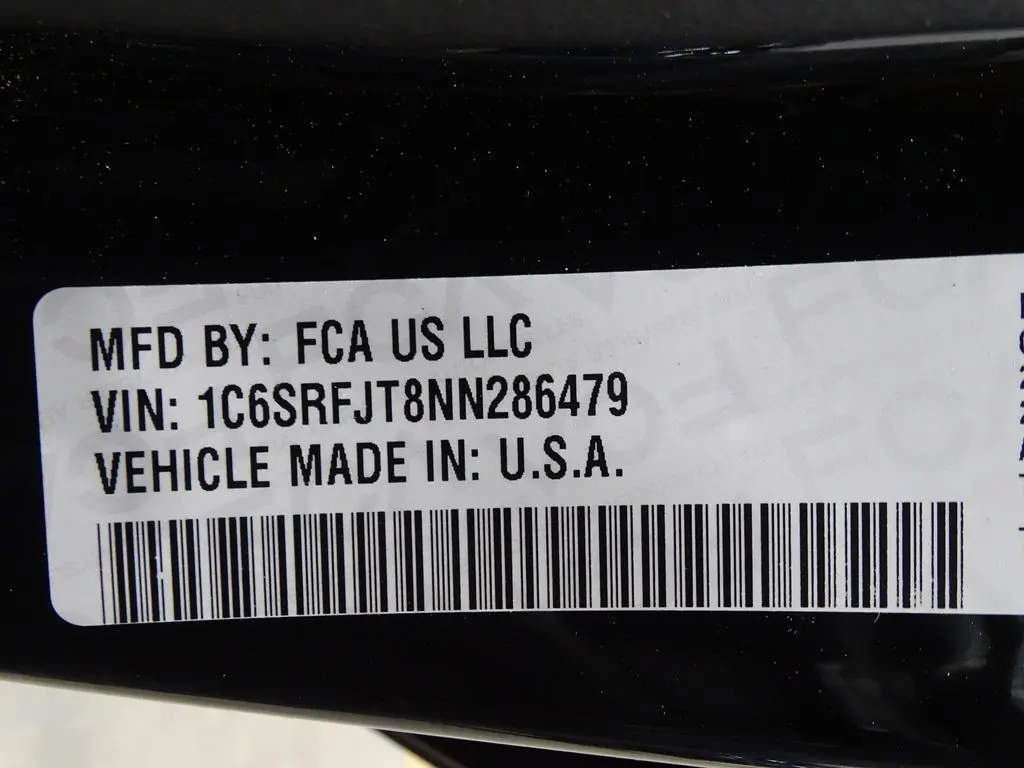 MFD BY: FCA US LLC
VIN: 1C6SRFJT8NN286479
VEHICLE MADE IN: U.S.A.